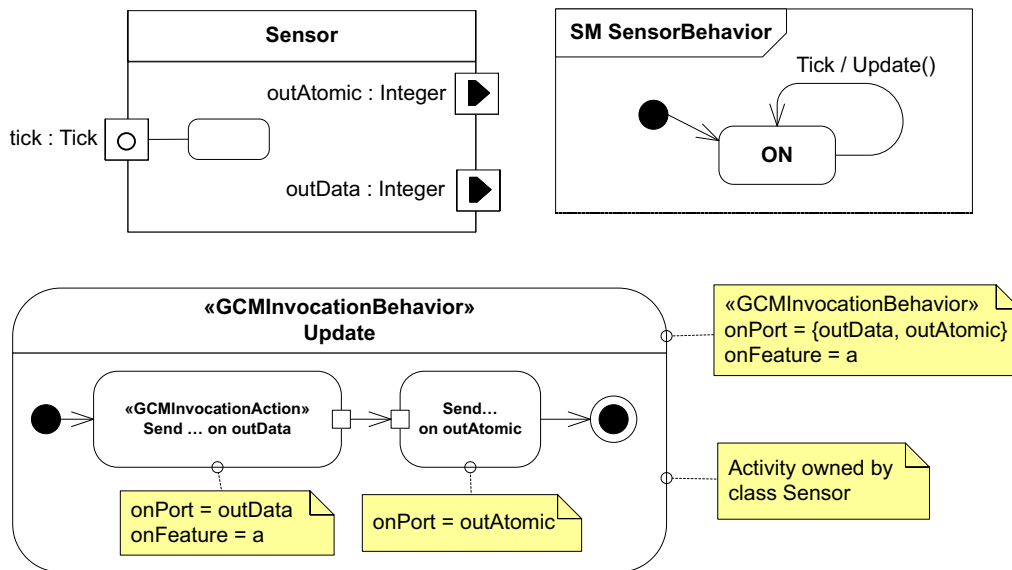 Sensor
outAtomic : Integer
tick : Tick
outData : Integer
SM SensorBehavior
Tick / Update()
ON
«GCMInvocationBehavior»
Update
«GCMInvocationAction»
Send ... on outData
Send...
on outAtomic
onPort = outData
onFeature = a
onPort = outAtomic
«GCMInvocationBehavior»
onPort = {outData, outAtomic}
onFeature = a
Activity owned by
class Sensor